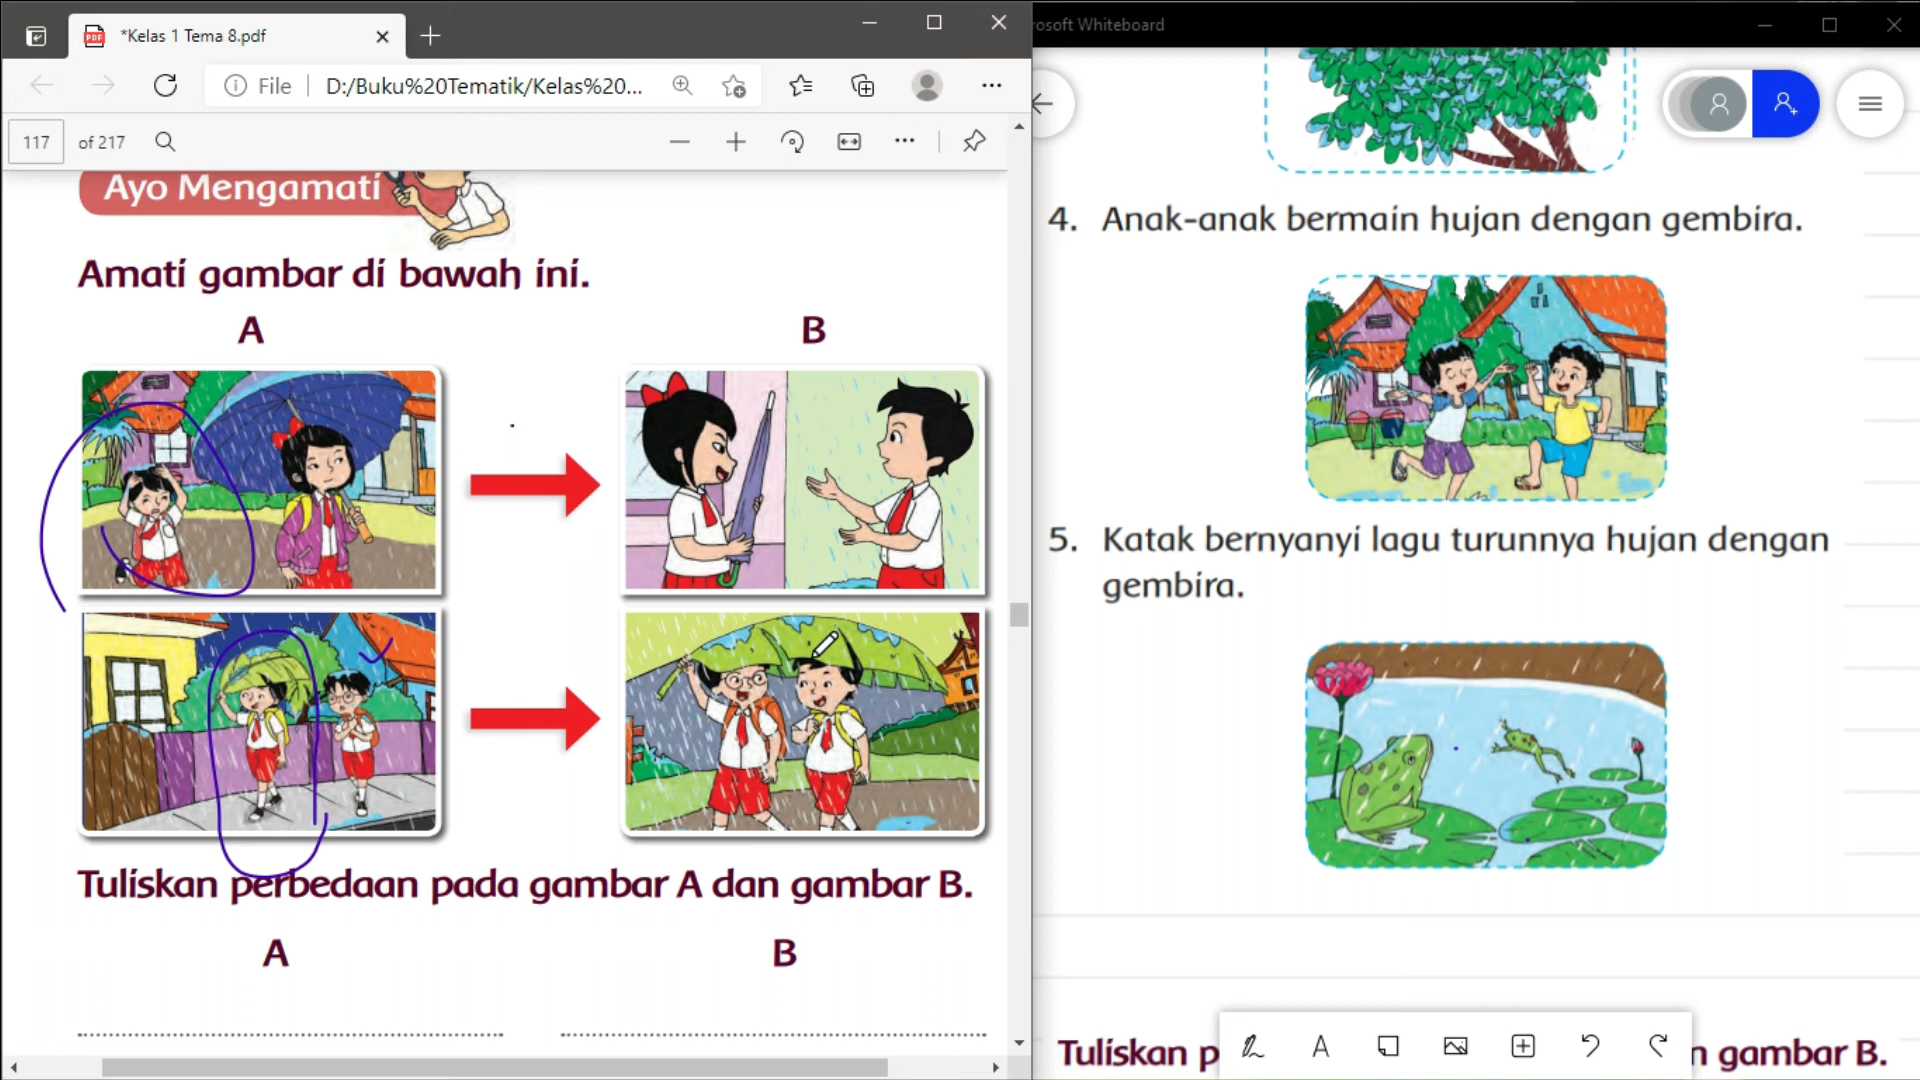 *Kelas 1 Tema 8.pdf
File
D:/Buku%20Tematik/Kelas%20...
117
of 217
Ayo Mengamati
Amati gambar di bawah ini.
A
B
Tuliskan perbedaan pada gambar A dan gambar B.
A
B
osoft Whiteboard
4. Anak-anak bermain hujan dengan gembira.
5. Katak bernyanyi lagu turunnya hujan dengan
gembira.
Tuliskan p
n gambar B.